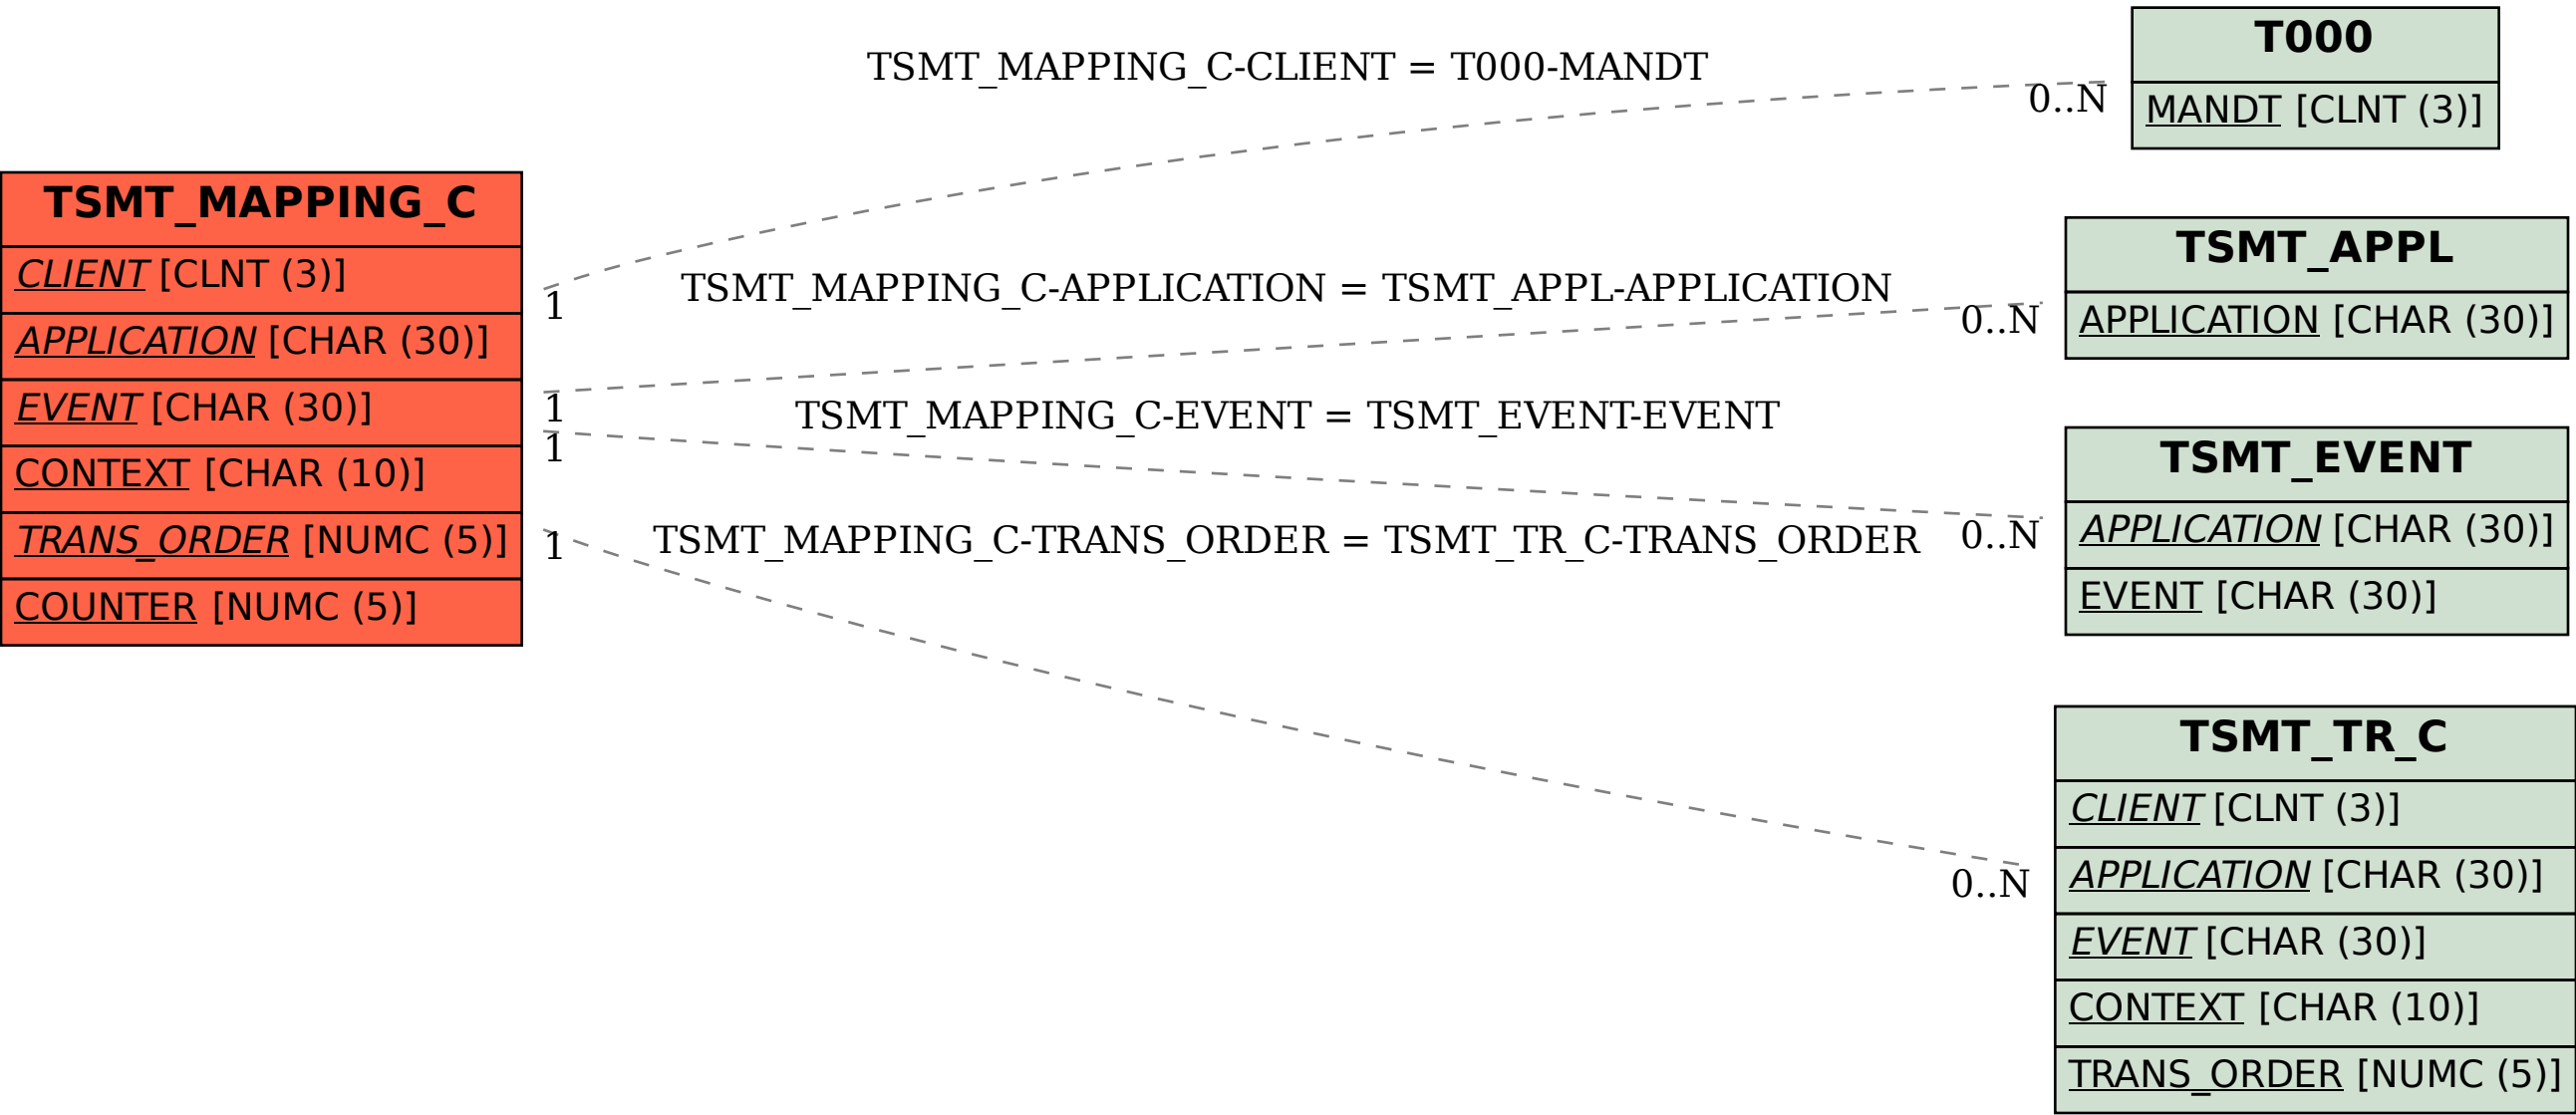 TSMT_MAPPING_C
CLIENT [CLNT (3)]
APPLICATION [CHAR (30)]
EVENT [CHAR (30)]
CONTEXT [CHAR (10)]
TRANS_ORDER [NUMC (5)]
COUNTER [NUMC (5)]
TSMT_MAPPING_C-CLIENT = T000-MANDT
1
0..N
TSMT_MAPPING_C-APPLICATION = TSMT_APPL-APPLICATION
1
0..N
TSMT_MAPPING_C-EVENT = TSMT_EVENT-EVENT
1
0..N
TSMT_MAPPING_C-TRANS_ORDER = TSMT_TR_C-TRANS_ORDER
1
0..N
T000
MANDT [CLNT (3)]
TSMT_APPL
APPLICATION [CHAR (30)]
TSMT_EVENT
APPLICATION [CHAR (30)]
EVENT [CHAR (30)]
TSMT_TR_C
CLIENT [CLNT (3)]
APPLICATION [CHAR (30)]
EVENT [CHAR (30)]
CONTEXT [CHAR (10)]
TRANS_ORDER [NUMC (5)]